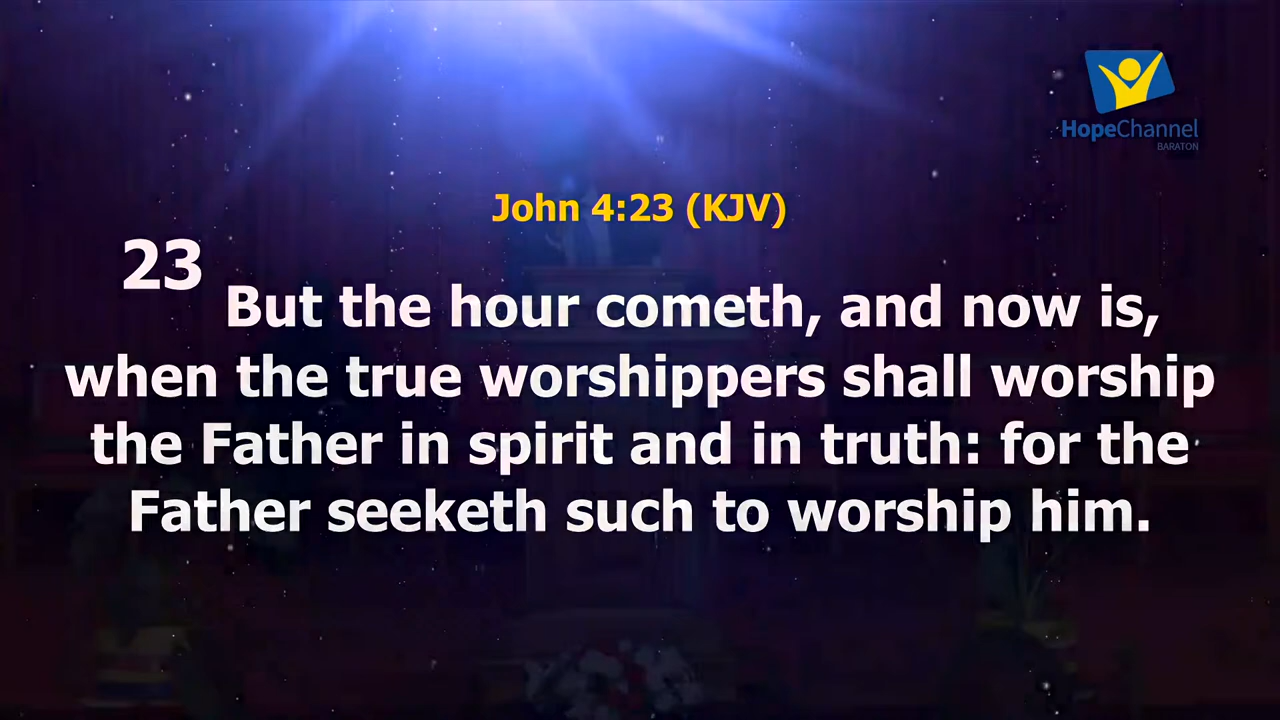 HopeChannel
BARATON
John 4:23 (KJV)
23 But the hour cometh, and now is,
when the true worshippers shall worship
the Father in spirit and in truth: for the
Father seeketh such to worship him.